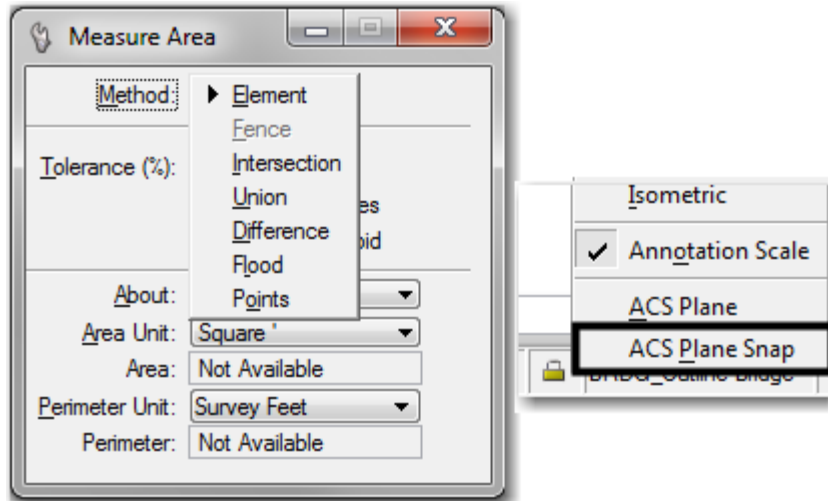 Measure Area
Method:
Element
Fence
Intersection
Union
Difference
Flood
Points
Tolerance (%):
About:
Area Unit: Square '
Area: Not Available
Perimeter Unit: Survey Feet
Perimeter: Not Available
Isometric
Annotation Scale
ACS Plane
ACS Plane Snap